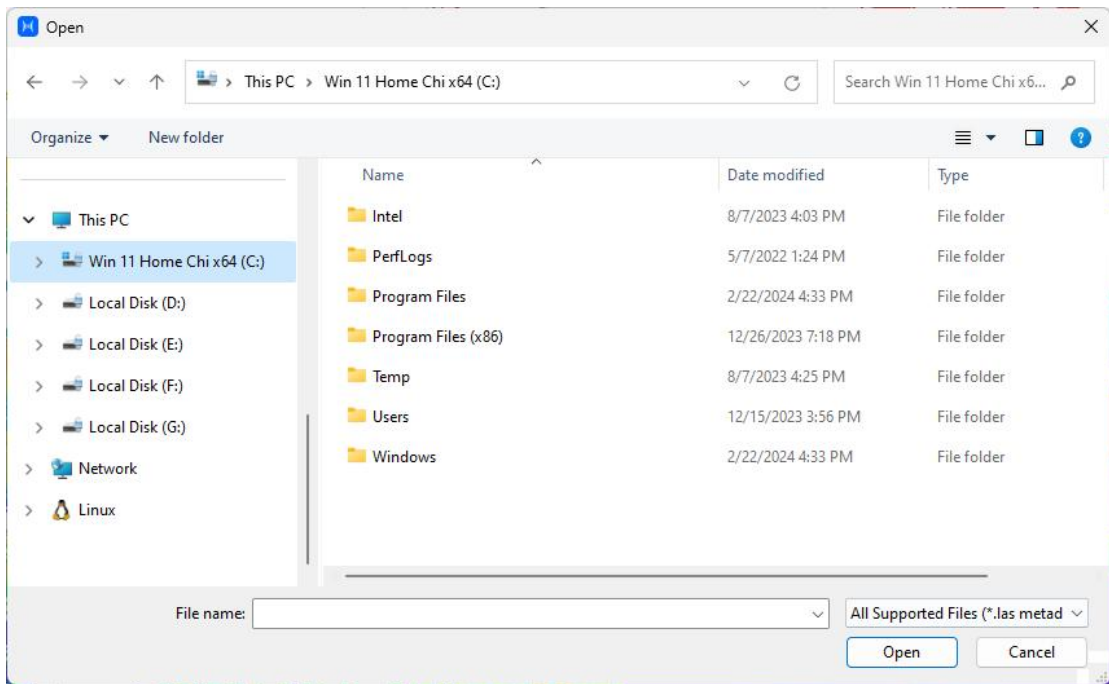 Open
This PC > Win 11 Home Chi x64 (C:)
Search Win 11 Home Chi x6...
Organize
New folder
Name
Date modified
Type
This PC
Win 11 Home Chi x64 (C:)
Local Disk (D:)
Local Disk (E:)
Local Disk (F:)
Local Disk (G:)
Network
Linux
Intel 8/7/2023 4:03 PM File folder
PerfLogs 5/7/2022 1:24 PM File folder
Program Files 2/22/2024 4:33 PM File folder
Program Files (x86) 12/26/2023 7:18 PM File folder
Temp 8/7/2023 4:25 PM File folder
Users 12/15/2023 3:56 PM File folder
Windows 2/22/2024 4:33 PM File folder
File name:
All Supported Files (*.las metad
Open
Cancel